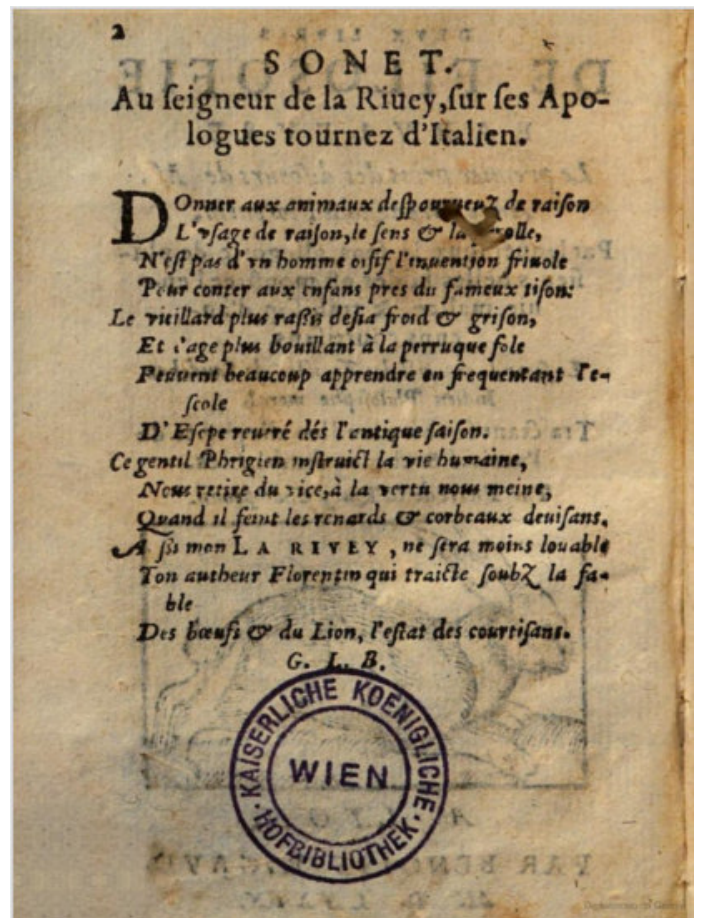 2
SONET.
Au ſeigneur de la Riuey,ſur ſes Apo-
logues tournez d'Italien.
DOnner aux animaux deſpourueuz de raiſon
L'vſage de raiſon,le ſens & la parolle,
N'eſt pas d'vn homme oiſif l'inuention friuole
Pour conter aux enfans pres du fameux tiſon:
Le vieillard plus raſſis deſia froid & griſon,
Et l'age plus bouillant à la perruque fole
Peuuent beaucoup apprendre en frequentant l'e-
ſcole
D'Eſope reueré dés l'antique ſaiſon.
Ce gentil Phrigien inſtruict la vie humaine,
Nous retire du vice,à la vertu nous meine,
Quand il feint les renards & corbeaux deuiſans.
Aſſi mon LA RIVEY, ne ſera moins louable
Ton autheur Florentin qui traicte ſoubz la fa-
ble
Des bœufs & du Lion, l'eſtat des courtiſans.
G. L. B.
KAISERLICHE KOENIGLICHE
WIEN
HOFBIBLIOTHEK